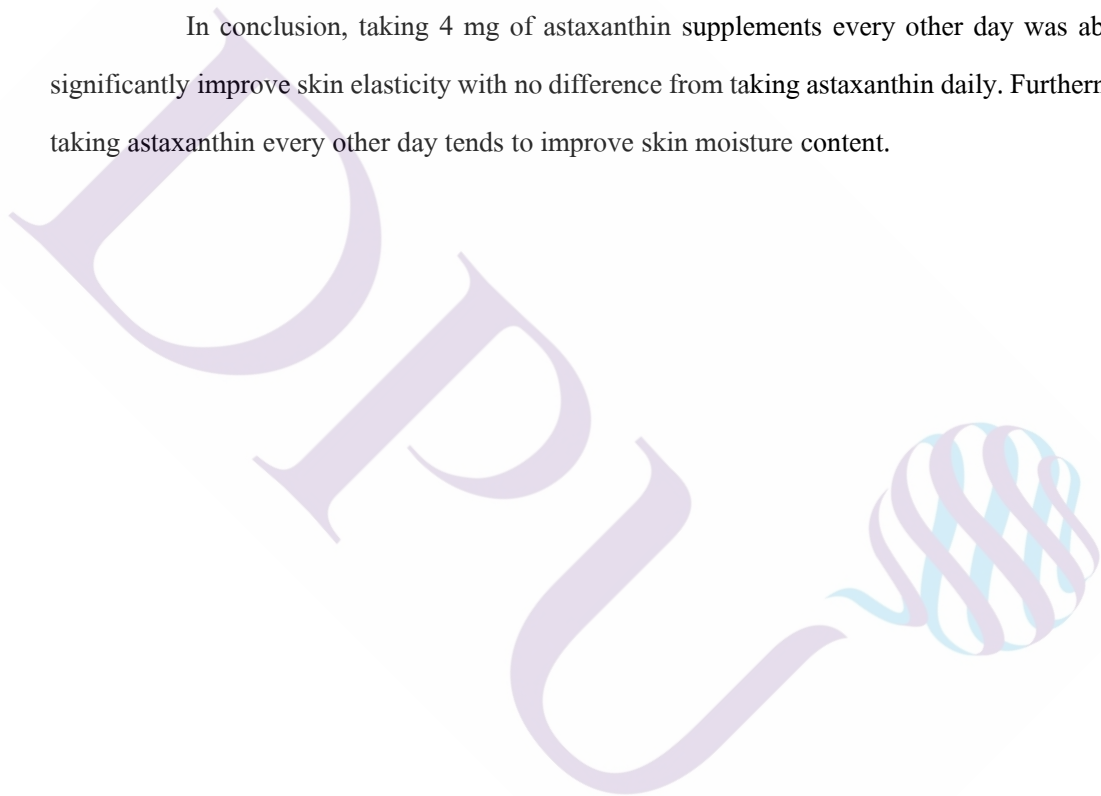 In conclusion, taking 4 mg of astaxanthin supplements every other day was ab
significantly improve skin elasticity with no difference from taking astaxanthin daily. Furthern
taking astaxanthin every other day tends to improve skin moisture content.
DPU